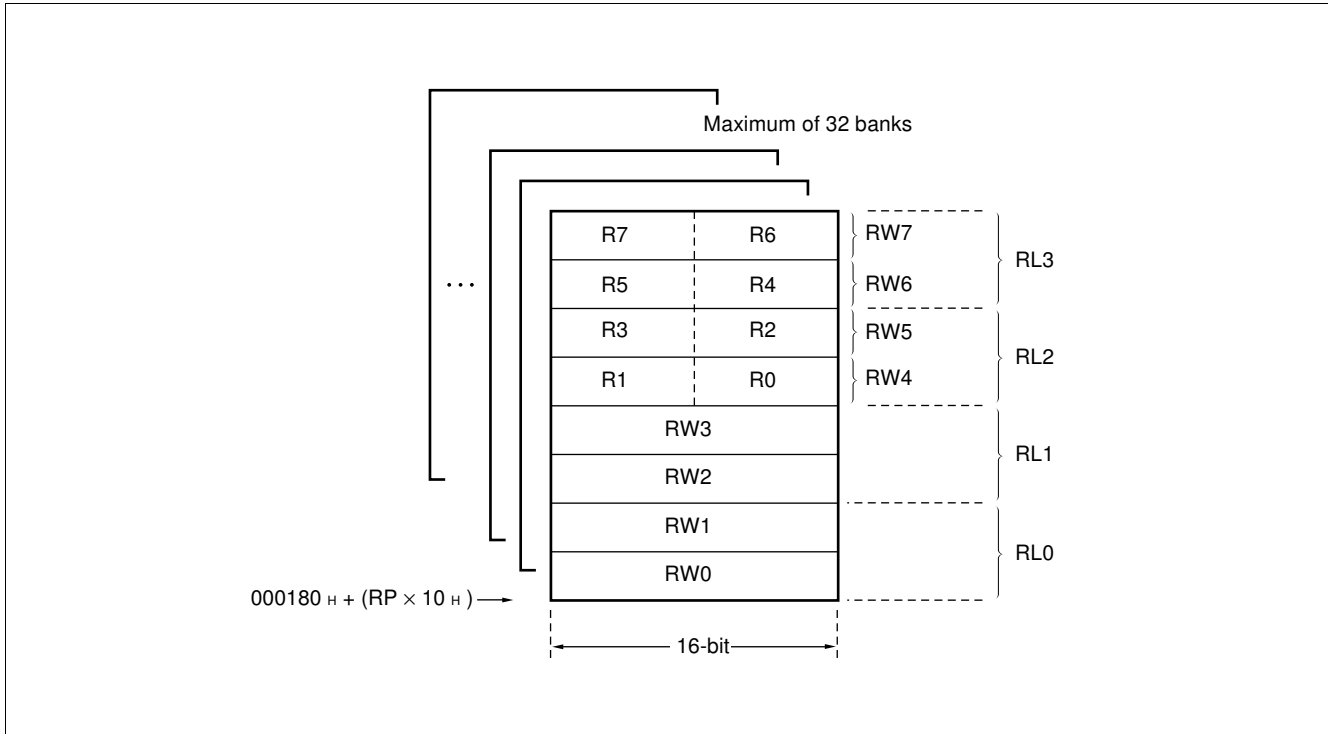 Maximum of 32 banks
R7 R6 RW7
RL3
...
R5 R4 RW6
R3 R2 RW5
RL2
R1 R0 RW4
RW3
RL1
RW2
RW1
RL0
RW0
000180 H + (RP × 10 H )
16-bit